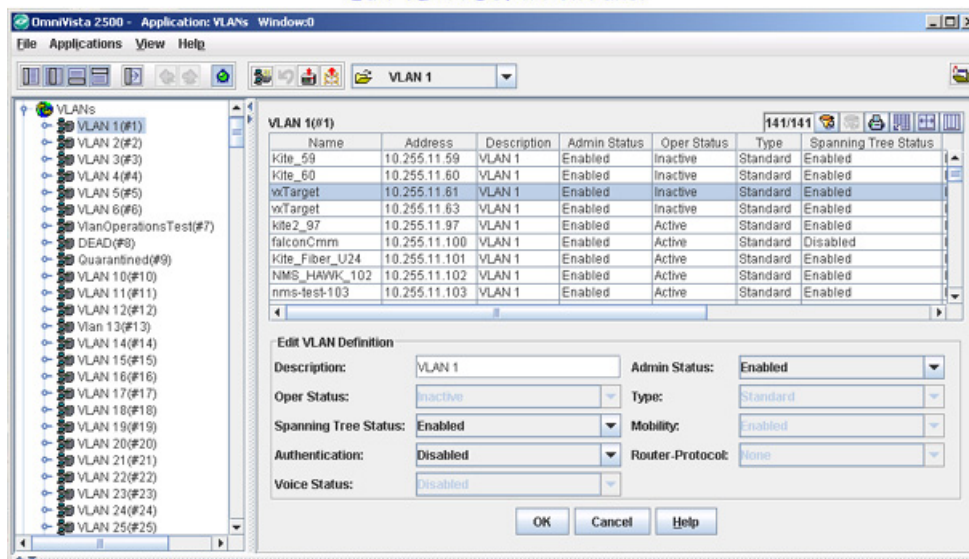 OmniVista 2500 - Application: VLANs Window:0
File Applications View Help
VLAN 1
VLANs
VLAN 1(#1)
VLAN 2(#2)
VLAN 3(#3)
VLAN 4(#4)
VLAN 5(#5)
VLAN 6(#6)
VlanOperationsTest(#7)
DEAD(#8)
Quarantined(#9)
VLAN 10(#10)
VLAN 11(#11)
VLAN 12(#12)
Vlan 13(#13)
VLAN 14(#14)
VLAN 15(#15)
VLAN 16(#16)
VLAN 17(#17)
VLAN 18(#18)
VLAN 19(#19)
VLAN 20(#20)
VLAN 21(#21)
VLAN 22(#22)
VLAN 23(#23)
VLAN 24(#24)
VLAN 25(#25)
VLAN 1(#1) 141/141
Name Address Description Admin Status Oper Status Type Spanning Tree Status
Kite_59 10.255.11.59 VLAN 1 Enabled Inactive Standard Enabled
Kite_60 10.255.11.60 VLAN 1 Enabled Inactive Standard Enabled
vxTarget 10.255.11.61 VLAN 1 Enabled Inactive Standard Enabled
vxTarget 10.255.11.63 VLAN 1 Enabled Inactive Standard Enabled
kite2_97 10.255.11.97 VLAN 1 Enabled Active Standard Enabled
falconCmm 10.255.11.100 VLAN 1 Enabled Active Standard Disabled
Kite_Fiber_U24 10.255.11.101 VLAN 1 Enabled Active Standard Enabled
NMS_HAWK_102 10.255.11.102 VLAN 1 Enabled Active Standard Enabled
nms-test-103 10.255.11.103 VLAN 1 Enabled Active Standard Enabled
Edit VLAN Definition
Description: VLAN 1 Admin Status: Enabled
Oper Status: Inactive Type: Standard
Spanning Tree Status: Enabled Mobility: Enabled
Authentication: Disabled Router-Protocol: None
Voice Status: Disabled
OK Cancel Help